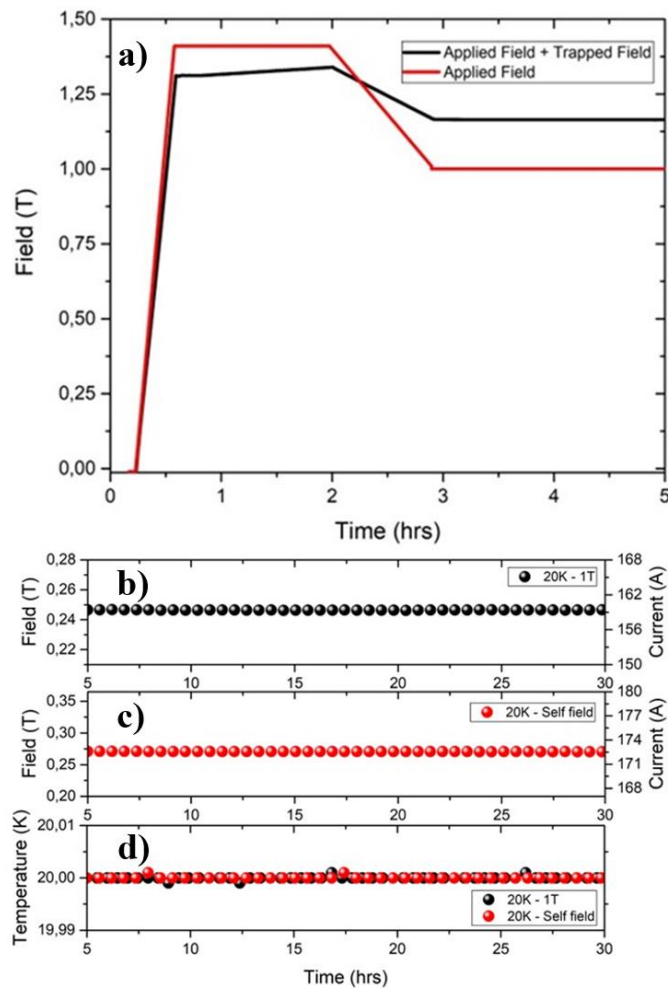 a)
Applied Field + Trapped Field
Applied Field
1,50
1,25
1,00
0,75
0,50
0,25
0,00
Field (T)
0 1 2 3 4 5
Time (hrs)
b)
20K - 1T
0,28
0,26
0,24
0,22
Field (T)
168
162
156
150
Current (A)
5 10 15 20 25 30
c)
20K - Self field
0,35
0,30
0,25
0,20
Field (T)
180
177
174
171
168
Current (A)
5 10 15 20 25 30
d)
20,01
20,00
19,99
Temperature (K)
20K - 1T
20K - Self field
5 10 15 20 25 30
Time (hrs)